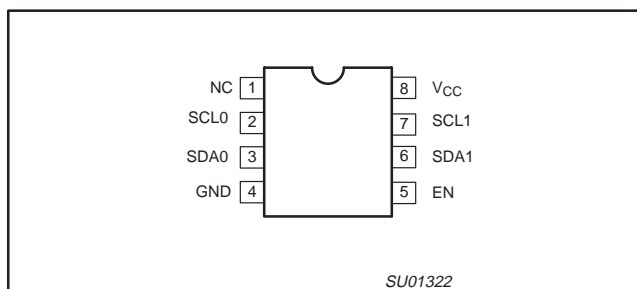 NC 1 8 VCC
SCL0 2 7 SCL1
SDA0 3 6 SDA1
GND 4 5 EN
SU01322